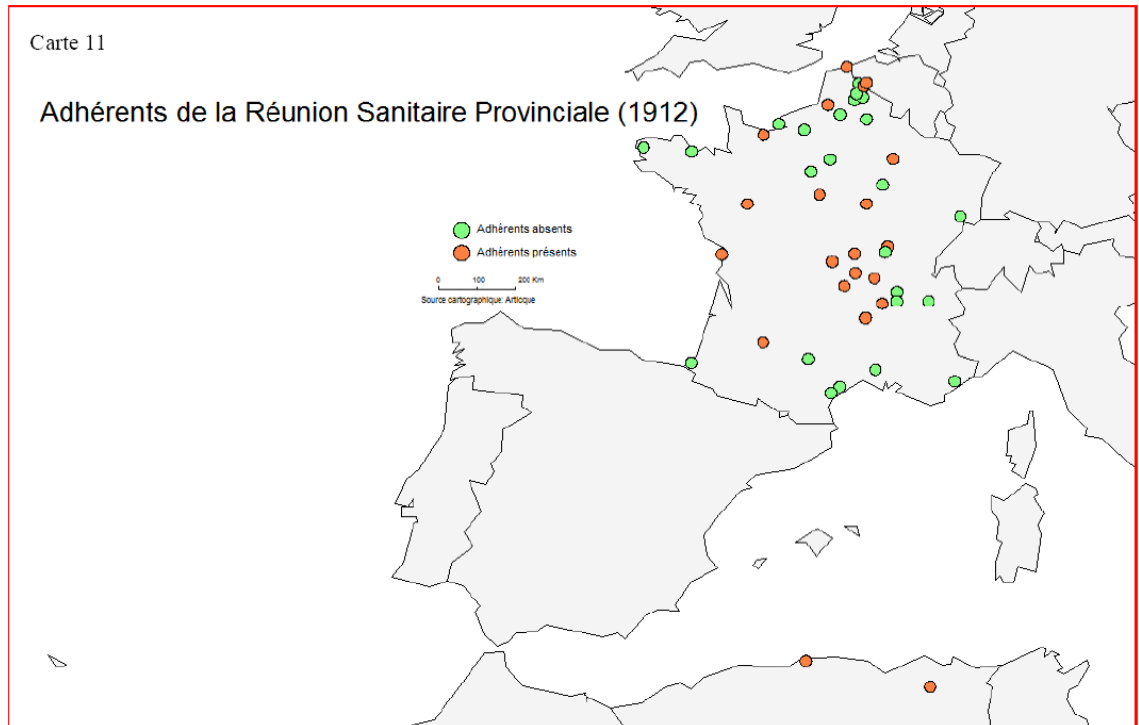 Carte 11
Adhérents de la Réunion Sanitaire Provinciale (1912)
Adhérents absents
Adhérents présents
0 100 200 Km
Source cartographique: Articque